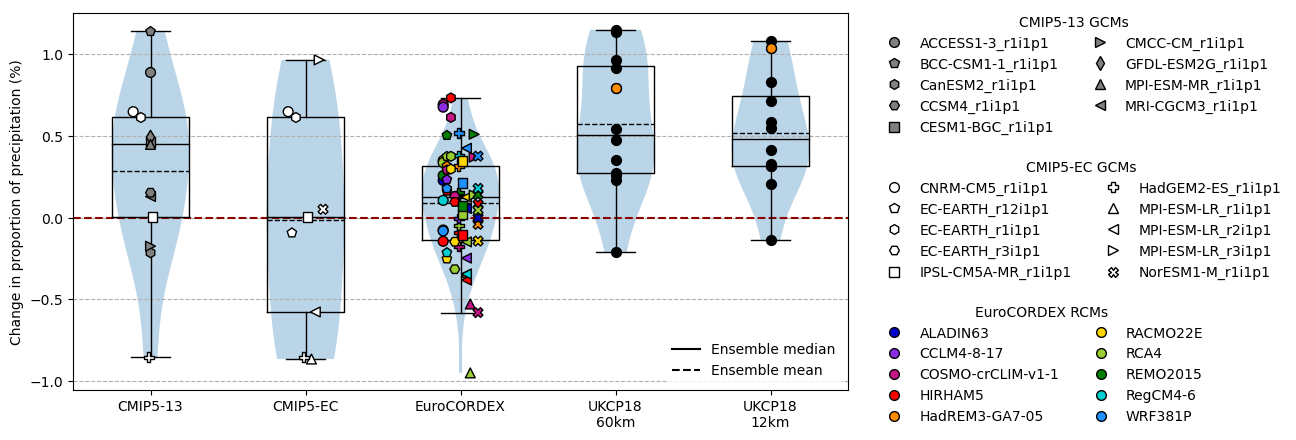 Change in proportion of precipitation (%)
1.0
0.5
0.0
−0.5
−1.0
CMIP5-13
CMIP5-EC
EuroCORDEX
UKCP18
60km
UKCP18
12km
Ensemble median
Ensemble mean
CMIP5-13 GCMs
ACCESS1-3_r1i1p1
BCC-CSM1-1_r1i1p1
CanESM2_r1i1p1
CCSM4_r1i1p1
CESM1-BGC_r1i1p1
CMCC-CM_r1i1p1
GFDL-ESM2G_r1i1p1
MPI-ESM-MR_r1i1p1
MRI-CGCM3_r1i1p1
CMIP5-EC GCMs
CNRM-CM5_r1i1p1
EC-EARTH_r12i1p1
EC-EARTH_r1i1p1
EC-EARTH_r3i1p1
IPSL-CM5A-MR_r1i1p1
HadGEM2-ES_r1i1p1
MPI-ESM-LR_r1i1p1
MPI-ESM-LR_r2i1p1
MPI-ESM-LR_r3i1p1
NorESM1-M_r1i1p1
EuroCORDEX RCMs
ALADIN63
CCLM4-8-17
COSMO-crCLIM-v1-1
HIRHAM5
HadREM3-GA7-05
RACMO22E
RCA4
REMO2015
RegCM4-6
WRF381P